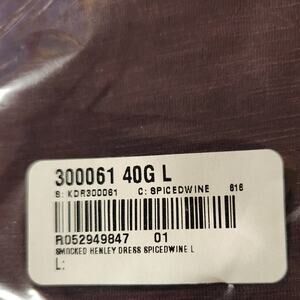 300061 40G L
S: KDR300061 C: SPICEDWINE 616
R052949847 01
SMOCKED HENLEY DRESS SPICEDWINE L
L: